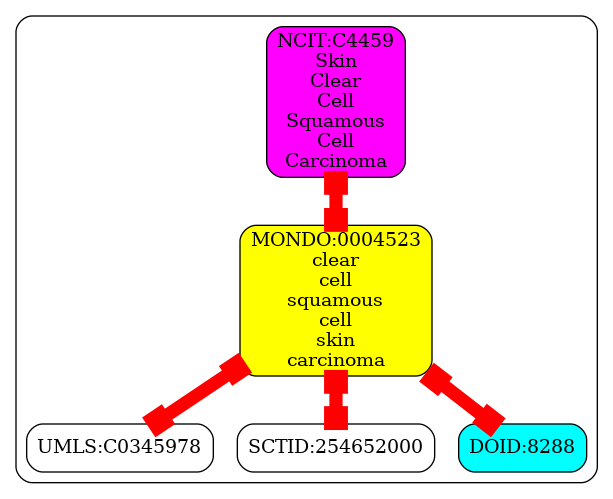 NCIT:C4459
Skin
Clear
Cell
Squamous
Cell
Carcinoma
MONDO:0004523
clear
cell
squamous
cell
skin
carcinoma
UMLS:C0345978
SCTID:254652000
DOID:8288